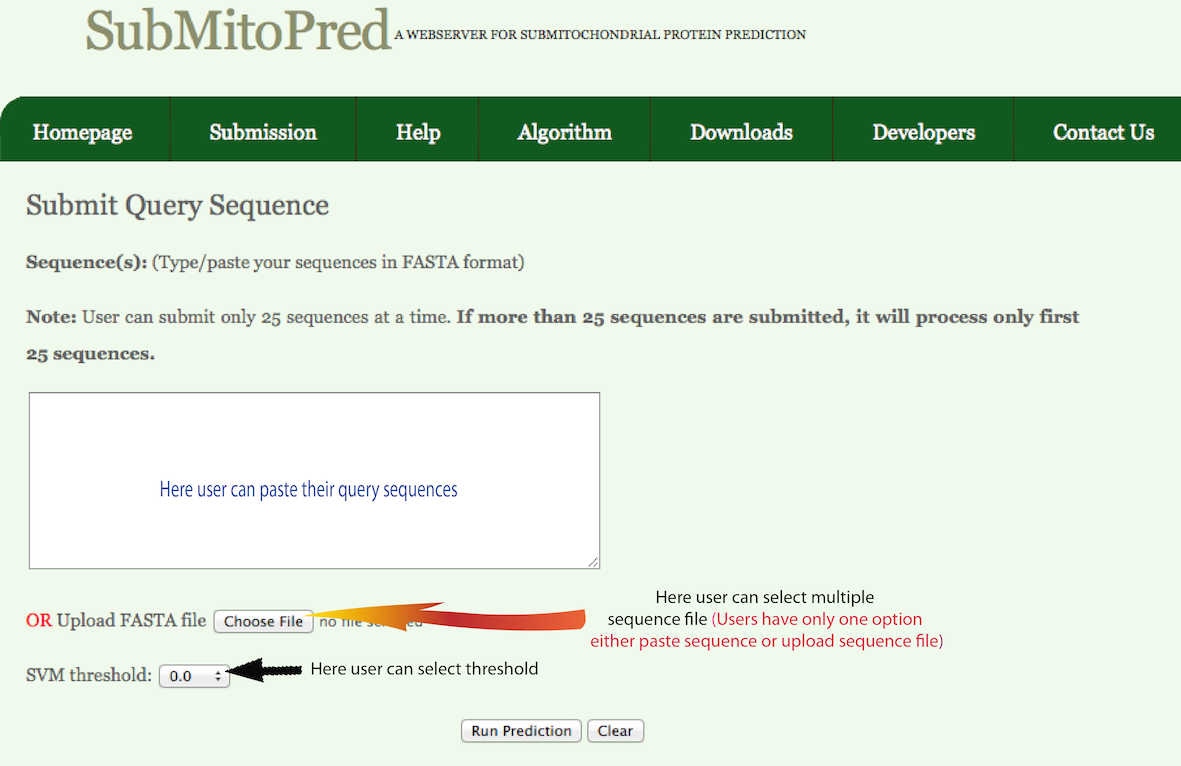 SubMitoPred A WEBSERVER FOR SUBMITOCHONDRIAL PROTEIN PREDICTION
Homepage Submission Help Algorithm Downloads Developers Contact Us
Submit Query Sequence
Sequence(s): (Type/paste your sequences in FASTA format)
Note: User can submit only 25 sequences at a time. If more than 25 sequences are submitted, it will process only first
25 sequences.
Here user can paste their query sequences
OR Upload FASTA file Choose File no file
Here user can select multiple
sequence file (Users have only one option
either paste sequence or upload sequence file)
SVM threshold: 0.0 Here user can select threshold
Run Prediction Clear